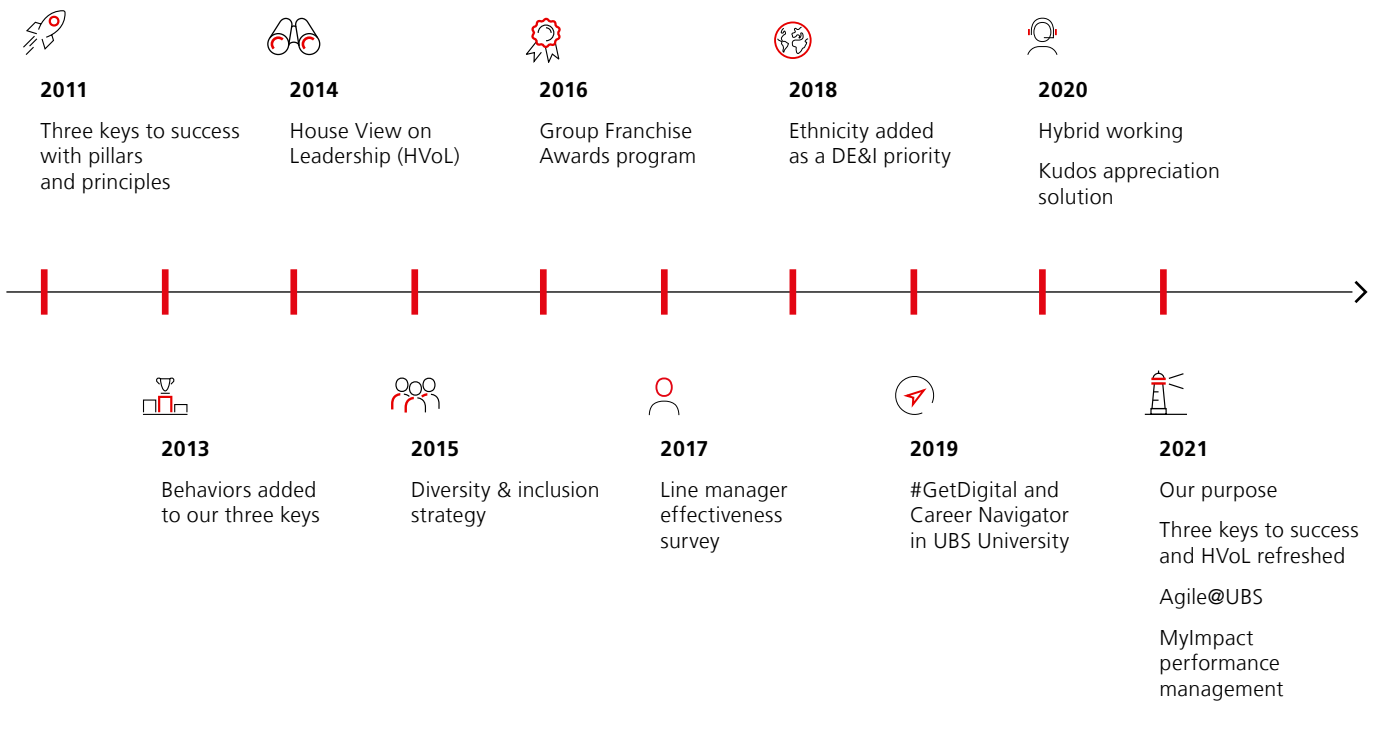 2011
Three keys to success
with pillars
and principles
2014
House View on
Leadership (HVoL)
2016
Group Franchise
Awards program
2018
Ethnicity added
as a DE&I priority
2020
Hybrid working
Kudos appreciation
solution
2013
Behaviors added
to our three keys
2015
Diversity & inclusion
strategy
2017
Line manager
effectiveness
survey
2019
#GetDigital and
Career Navigator
in UBS University
2021
Our purpose
Three keys to success
and HVoL refreshed
Agile@UBS
MyImpact
performance
management